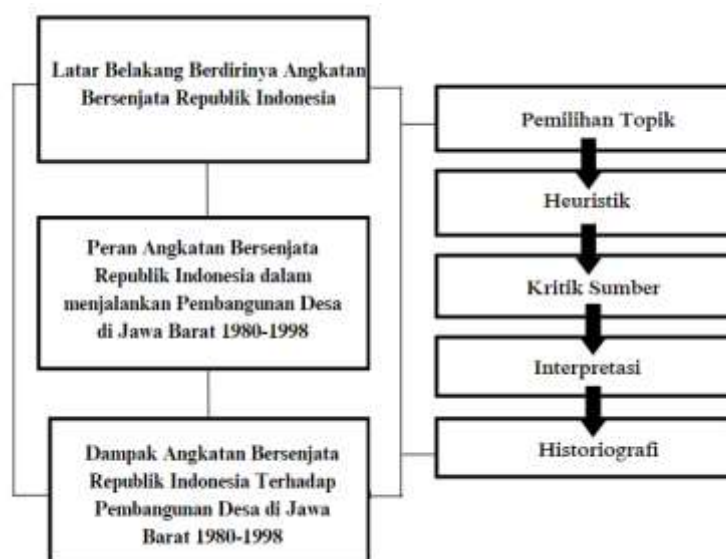 Latar Belakang Berdirinya Angkatan
Bersenjata Republik Indonesia
Peran Angkatan Bersenjata
Republik Indonesia dalam
menjalankan Pembangunan Desa
di Jawa Barat 1980-1998
Dampak Angkatan Bersenjata
Republik Indonesia Terhadap
Pembangunan Desa di Jawa
Barat 1980-1998
Pemilihan Topik
Heuristik
Kritik Sumber
Interpretasi
Historiografi